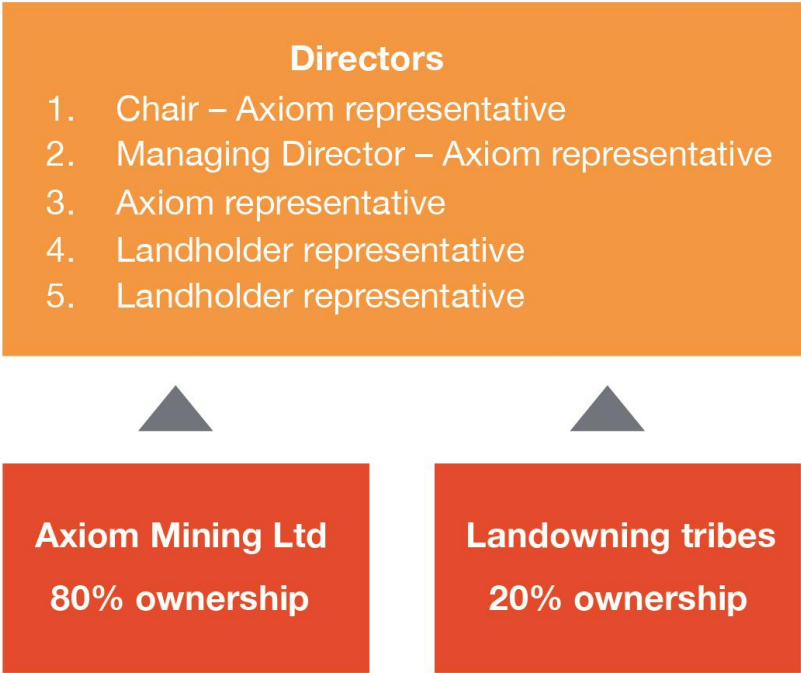 Directors
1. Chair – Axiom representative
2. Managing Director – Axiom representative
3. Axiom representative
4. Landholder representative
5. Landholder representative
Axiom Mining Ltd
80% ownership
Landowning tribes
20% ownership